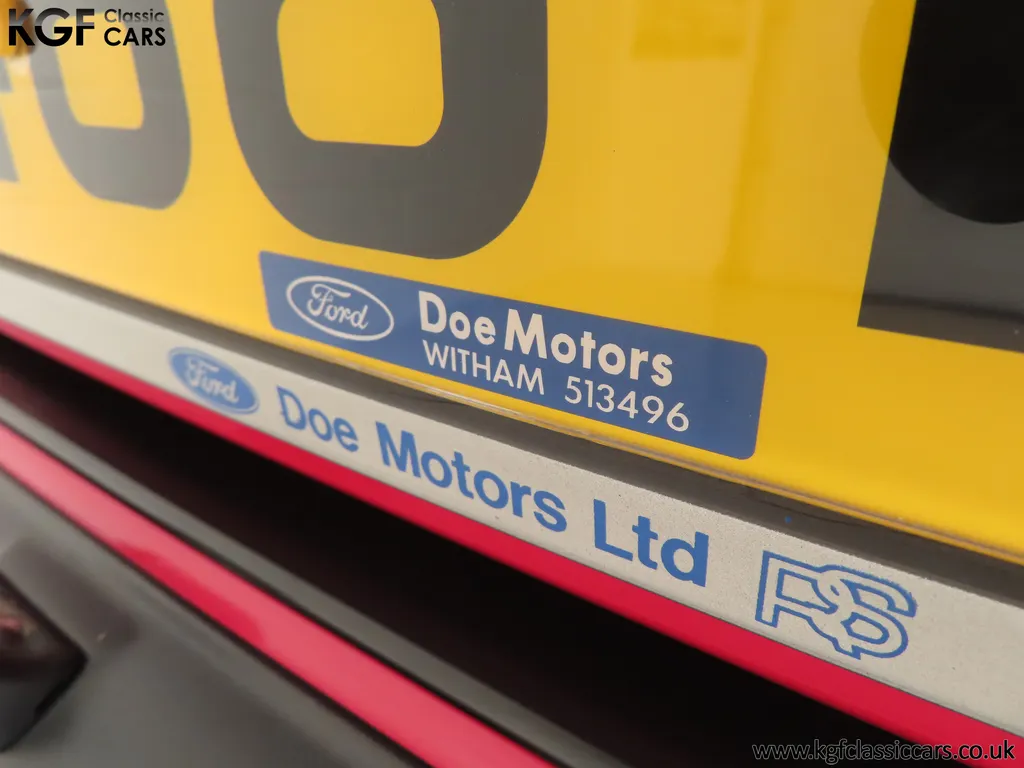 KGF Classic CARS
Ford Doe Motors
WITHAM 513496
Ford Doe Motors Ltd RS
www.kgfclassiccars.co.uk